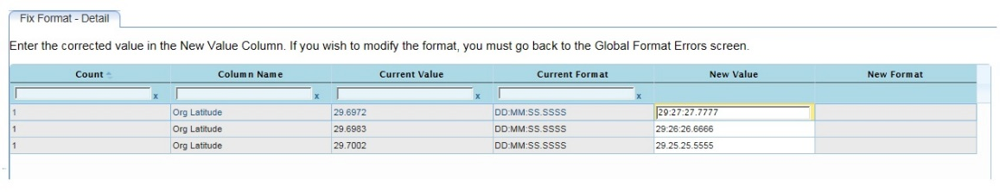 Fix Format - Detail
Enter the corrected value in the New Value Column. If you wish to modify the format, you must go back to the Global Format Errors screen.
Count Column Name Current Value Current Format New Value New Format
x x x x
1 Org Latitude 29.6972 DD:MM:SS.SSSS 29:27:27.7777
1 Org Latitude 29.6983 DD:MM:SS.SSSS 29:26:26.6666
1 Org Latitude 29.7002 DD:MM:SS.SSSS 29.25.25.5555